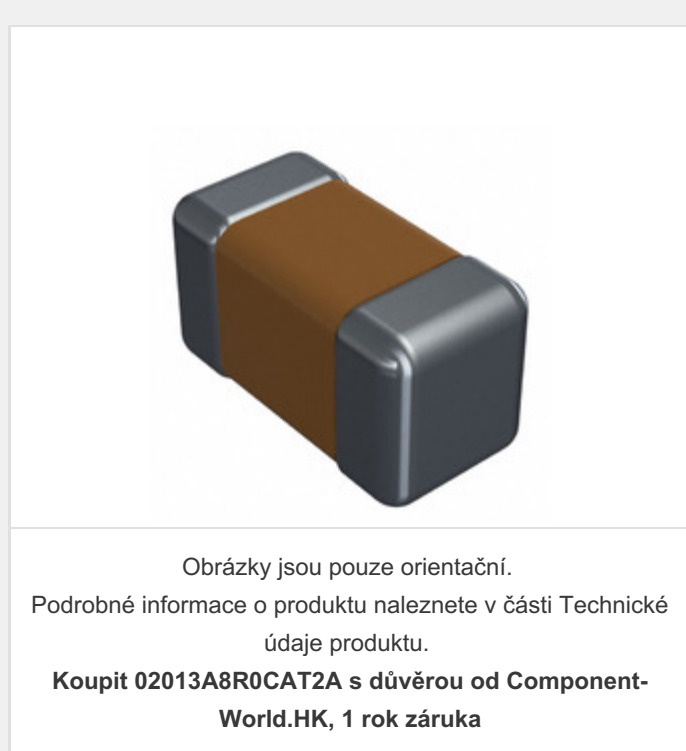 Obrázky jsou pouze orientační.
Podrobné informace o produktu naleznete v části Technické
údaje produktu.
Koupit 02013A8R0CAT2A s důvěrou od Component-
World.HK, 1 rok záruka